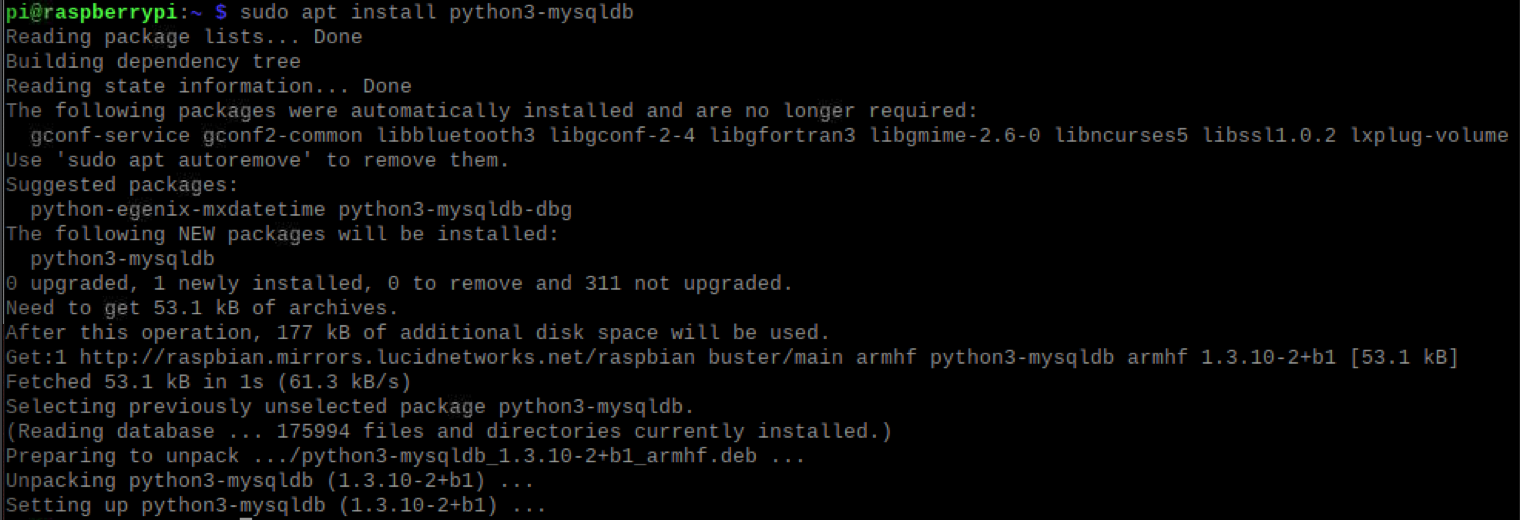 pi@raspberrypi:~ $ sudo apt install python3-mysqldb
Reading package lists... Done
Building dependency tree
Reading state information... Done
The following packages were automatically installed and are no longer required:
  gconf-service gconf2-common libbluetooth3 libgconf-2-4 libgfortran3 libgmime-2.6-0 libncurses5 libssl1.0.2 lxplug-volume
Use 'sudo apt autoremove' to remove them.
Suggested packages:
  python-egenix-mxdatetime python3-mysqldb-dbg
The following NEW packages will be installed:
  python3-mysqldb
0 upgraded, 1 newly installed, 0 to remove and 311 not upgraded.
Need to get 53.1 kB of archives.
After this operation, 177 kB of additional disk space will be used.
Get:1 http://raspbian.mirrors.lucidnetworks.net/raspbian buster/main armhf python3-mysqldb armhf 1.3.10-2+b1 [53.1 kB]
Fetched 53.1 kB in 1s (61.3 kB/s)
Selecting previously unselected package python3-mysqldb.
(Reading database ... 175994 files and directories currently installed.)
Preparing to unpack .../python3-mysqldb_1.3.10-2+b1_armhf.deb ...
Unpacking python3-mysqldb (1.3.10-2+b1) ...
Setting up python3-mysqldb (1.3.10-2+b1) ...